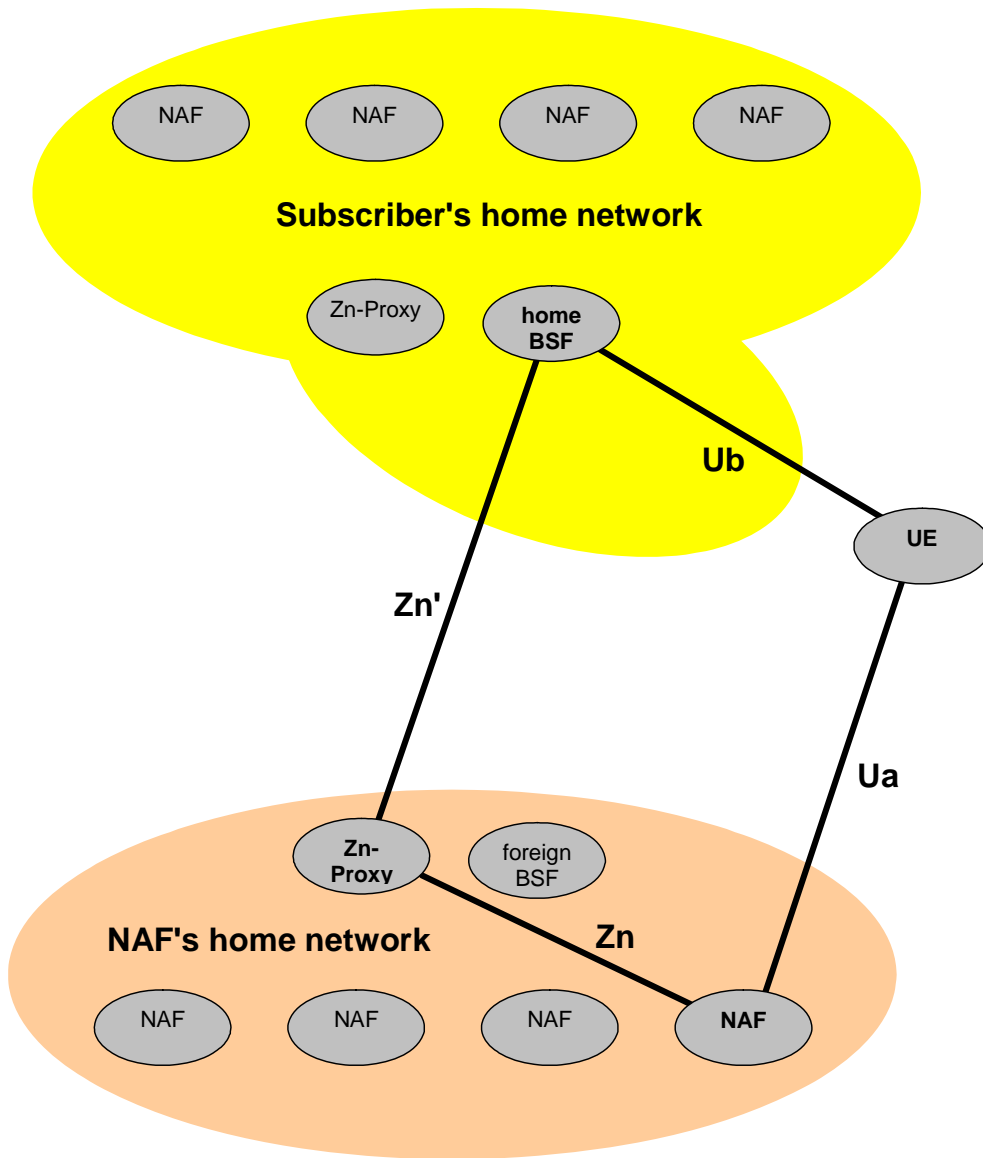 NAF NAF NAF NAF
Subscriber's home network
Zn-Proxy
home
BSF
Ub
UE
Zn'
Ua
Zn-
Proxy
foreign
BSF
NAF's home network
Zn
NAF NAF NAF NAF